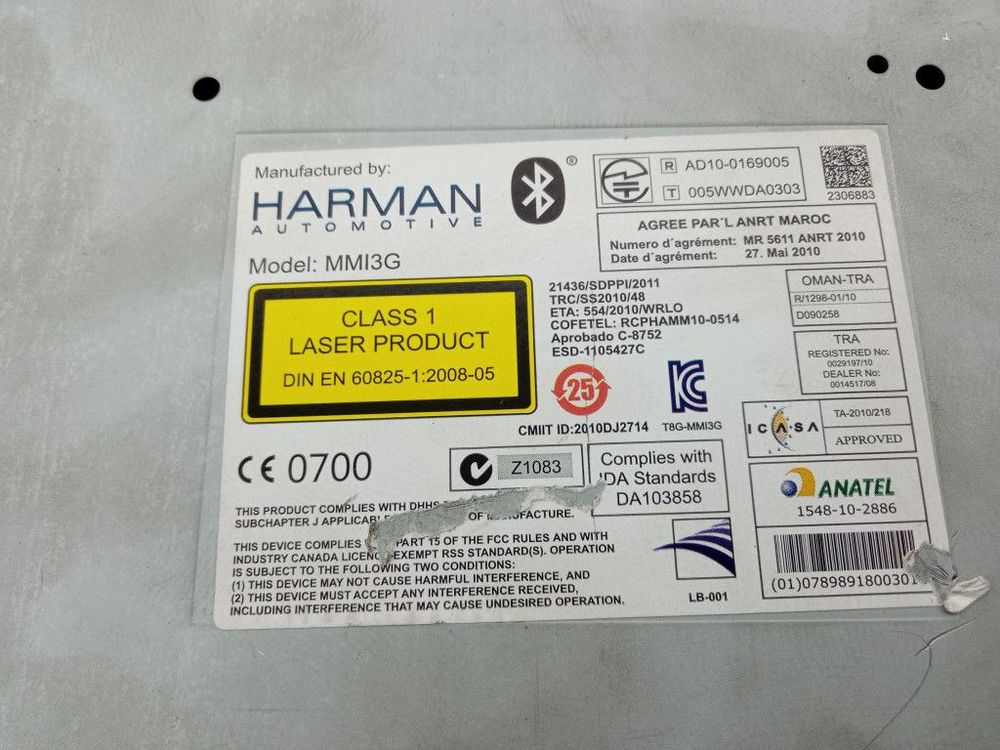 Manufactured by:
HARMAN
AUTOMOTIVE
®
Model: MMI3G
R AD10-0169005
T 005WWDA0303
2306883
AGREE PAR´L ANRT MAROC
Numero d´agrément: MR 5611 ANRT 2010
Date d´agrément: 27. Mai 2010
CLASS 1
LASER PRODUCT
DIN EN 60825-1:2008-05
21436/SDPPI/2011
TRC/SS2010/48
ETA: 554/2010/WRLO
COFETEL: RCPHAMM10-0514
Aprobado C-8752
ESD-1105427C
OMAN-TRA
R/1298-01/10
D090258
TRA
REGISTERED No:
0029197/10
DEALER No:
0014517/08
25
CMIIT ID:2010DJ2714
T8G-MMI3G
ICASA
TA-2010/218
APPROVED
CE 0700
Z1083
Complies with
DA Standards
DA103858
ANATEL
1548-10-2886
(01)078989180030
THIS PRODUCT COMPLIES WITH DHHS
SUBCHAPTER J OF MANUFACTURE.
THIS DEVICE COMPLIES PART 15 OF THE FCC RULES AND WITH
INDUSTRY CANADA EXEMPT RSS STANDARD(S). OPERATION
IS SUBJECT TO THE FOLLOWING TWO CONDITIONS:
(1) THIS DEVICE MAY NOT CAUSE HARMFUL INTERFERENCE, AND
(2) THIS DEVICE MUST ACCEPT ANY INTERFERENCE RECEIVED,
INCLUDING INTERFERENCE THAT MAY CAUSE UNDESIRED OPERATION.
LB-001